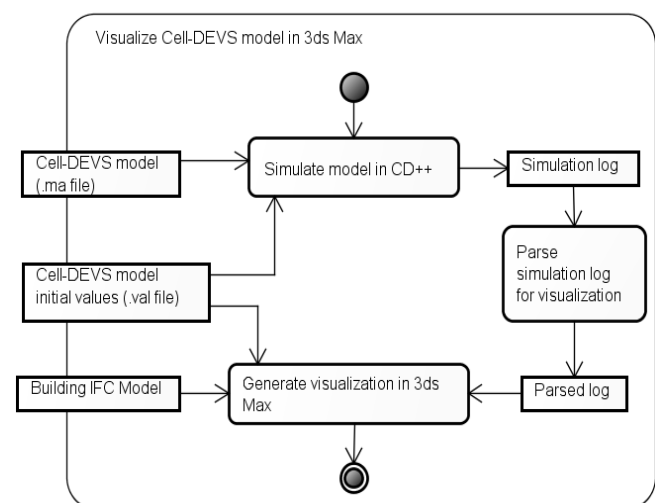 Visualize Cell-DEVS model in 3ds Max
Cell-DEVS model
(.ma file)
Simulate model in CD++
Simulation log
Cell-DEVS model
initial values (.val file)
Parse
simulation log
for visualization
Building IFC Model
Generate visualization in 3ds
Max
Parsed log